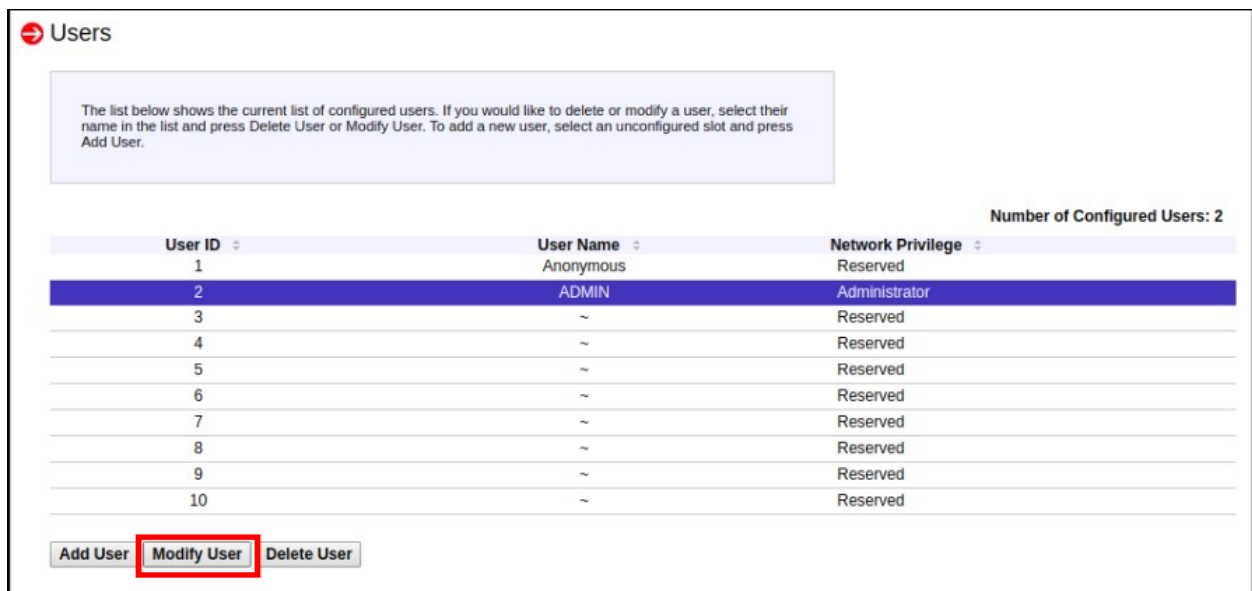 Users
The list below shows the current list of configured users. If you would like to delete or modify a user, select their
name in the list and press Delete User or Modify User. To add a new user, select an unconfigured slot and press
Add User.
Number of Configured Users: 2
User ID User Name Network Privilege
1 Anonymous Reserved
2 ADMIN Administrator
3 ~ Reserved
4 ~ Reserved
5 ~ Reserved
6 ~ Reserved
7 ~ Reserved
8 ~ Reserved
9 ~ Reserved
10 ~ Reserved
Add User Modify User Delete User